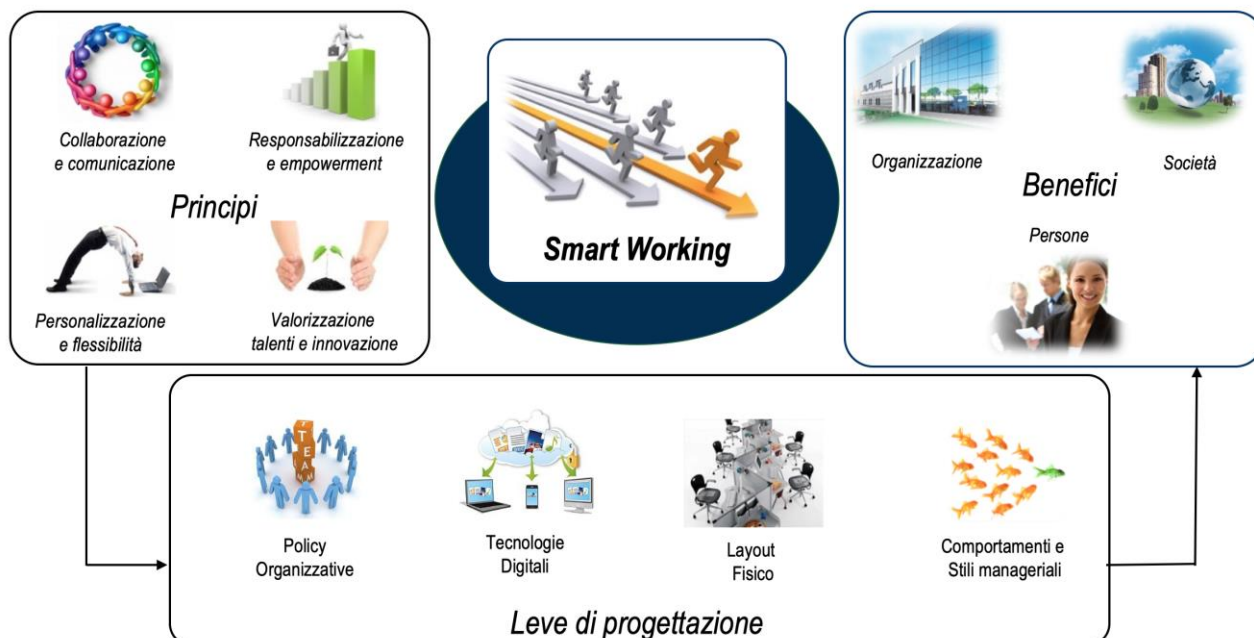 Collaborazione
e comunicazione
Responsabilizzazione
e empowerment
Principi
Personalizzazione
e flessibilità
Valorizzazione
talenti e innovazione
Smart Working
Organizzazione
Società
Benefici
Persone
TEAM
Policy
Organizzative
Tecnologie
Digitali
Layout
Fisico
Comportamenti e
Stili manageriali
Leve di progettazione